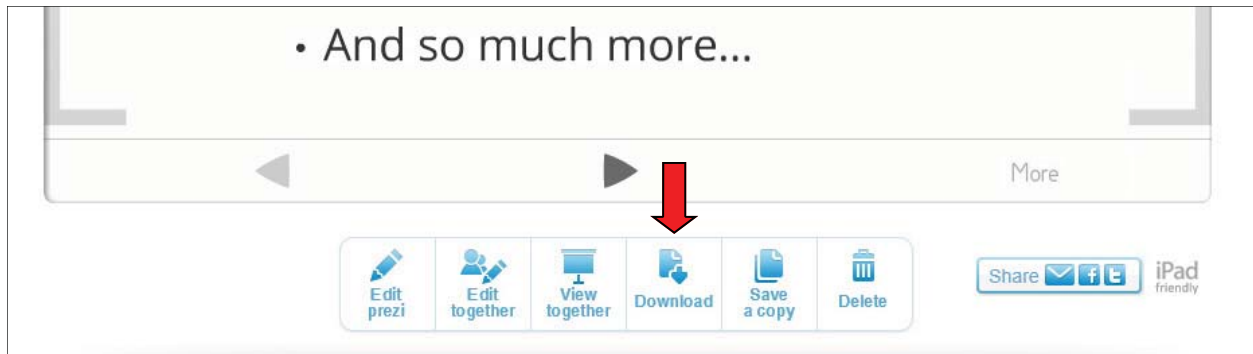 • And so much more...
More
Edit
prezi
Edit
together
View
together
Download
Save
a copy
Delete
Share
iPad
friendly